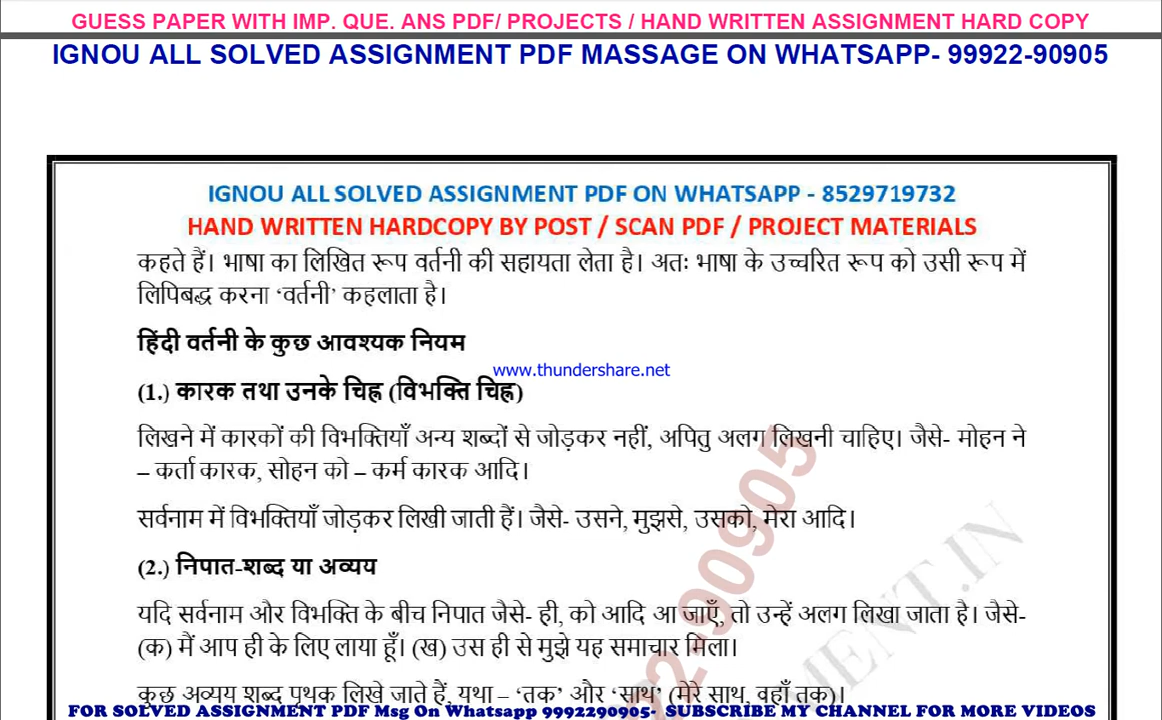 GUESS PAPER WITH IMP. QUE. ANS PDF/ PROJECTS / HAND WRITTEN ASSIGNMENT HARD COPY
IGNOU ALL SOLVED ASSIGNMENT PDF MASSAGE ON WHATSAPP- 99922-90905
IGNOU ALL SOLVED ASSIGNMENT PDF ON WHATSAPP - 8529719732
HAND WRITTEN HARDCOPY BY POST / SCAN PDF / PROJECT MATERIALS
कहते हैं। भाषा का लिखित रूप वर्तनी की सहायता लेता है। अतः भाषा के उच्चरित रूप को उसी रूप में
लिपिबद्ध करना ‘वर्तनी’ कहलाता है।
हिंदी वर्तनी के कुछ आवश्यक नियम
www.thundershare.net
(1.) कारक तथा उनके चिह्न (विभक्ति चिह्न)
लिखने में कारकों की विभक्तियाँ अन्य शब्दों से जोड़कर नहीं, अपितु अलग लिखनी चाहिए। जैसे- मोहन ने
– कर्ता कारक, सोहन को – कर्म कारक आदि।
सर्वनाम में विभक्तियाँ जोड़कर लिखी जाती हैं। जैसे- उसने, मुझसे, उसको, मेरा आदि।
(2.) निपात-शब्द या अव्यय
यदि सर्वनाम और विभक्ति के बीच निपात जैसे- ही, को आदि आ जाएँ, तो उन्हें अलग लिखा जाता है। जैसे-
(क) मैं आप ही के लिए लाया हूँ। (ख) उस ही से मुझे यह समाचार मिला।
कुछ अव्यय शब्द पृथक लिखे जाते हैं, यथा – ‘तक’ और ‘साथ’ (मेरे साथ, वहाँ तक)।
2-90905
MENT.IN
FOR SOLVED ASSIGNMENT PDF Msg On Whatsapp 9992290905- SUBSCRIBE MY CHANNEL FOR MORE VIDEOS